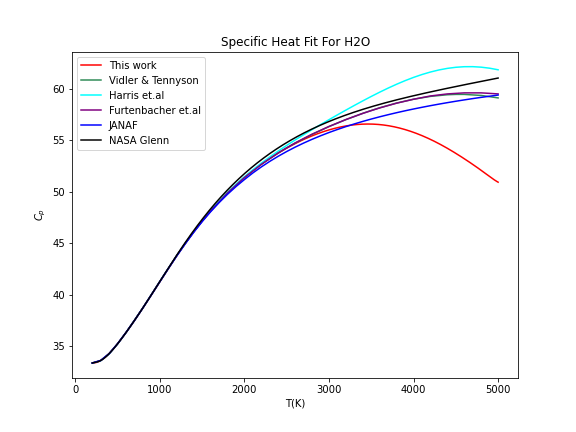 Specific Heat Fit For H2O
This work
Vidler & Tennyson
Harris et.al
Furtenbacher et.al
JANAF
NASA Glenn
60
55
50
45
40
35
C_p
0
1000
2000
3000
4000
5000
T(K)